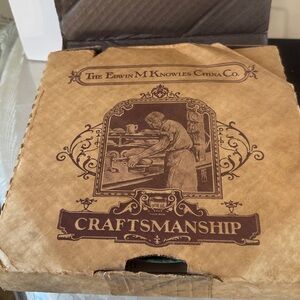 The Edwin M Knowles China Co.
CRAFTSMANSHIP